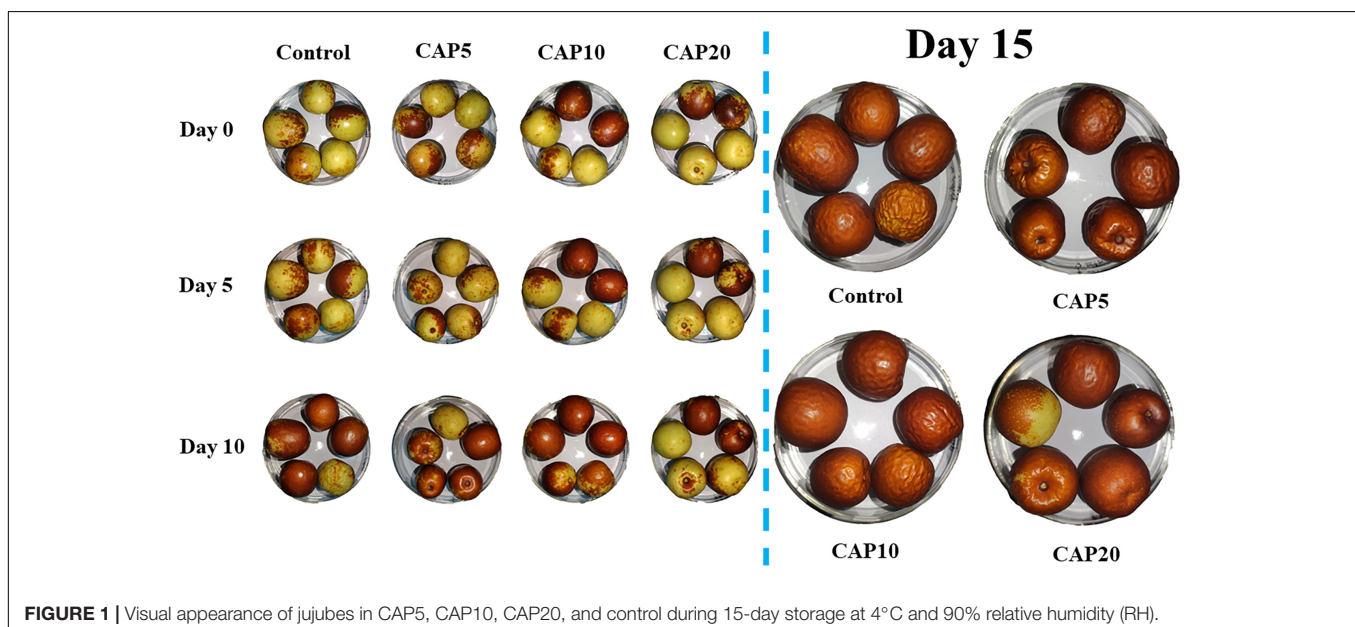 Control CAP5 CAP10 CAP20
Day 0
Day 5
Day 10
Day 15
Control CAP5
CAP10 CAP20
FIGURE 1 | Visual appearance of jujubes in CAP5, CAP10, CAP20, and control during 15-day storage at 4°C and 90% relative humidity (RH).